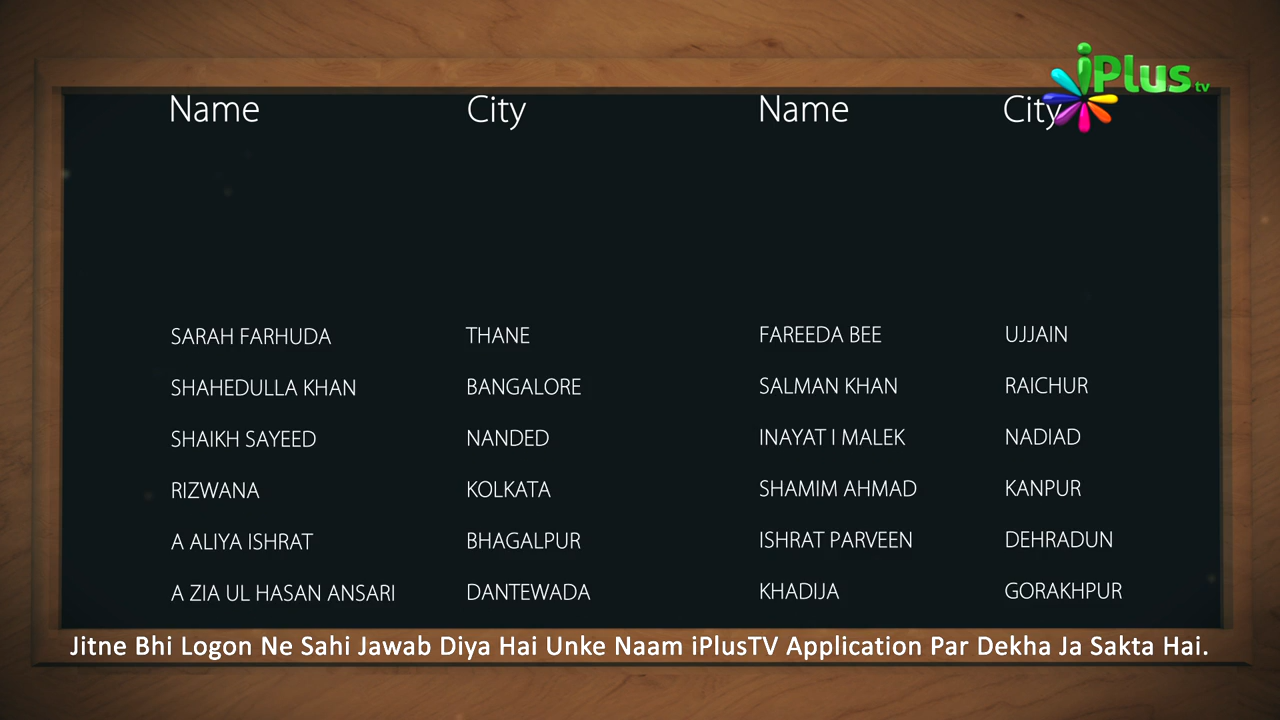 iPlus tv
Name City Name City
SARAH FARHUDA THANE FAREEDA BEE UJJAIN
SHAHEDULLA KHAN BANGALORE SALMAN KHAN RAICHUR
SHAIKH SAYEED NANDED INAYAT I MALEK NADIAD
RIZWANA KOLKATA SHAMIM AHMAD KANPUR
A ALIYA ISHRAT BHAGALPUR ISHRAT PARVEEN DEHRADUN
A ZIA UL HASAN ANSARI DANTEWADA KHADIJA GORAKHPUR
Jitne Bhi Logon Ne Sahi Jawab Diya Hai Unke Naam iPlusTV Application Par Dekha Ja Sakta Hai.